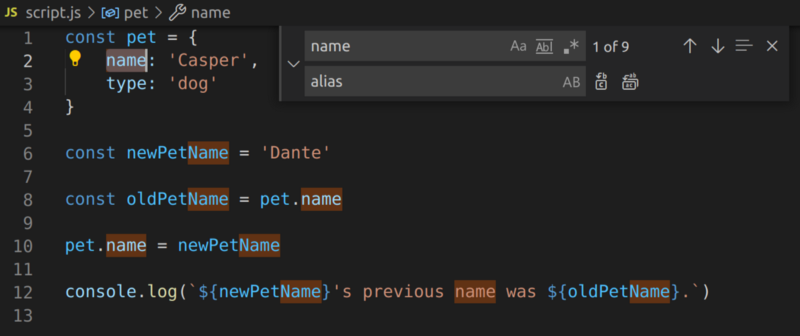 JS script.js > pet > name
name Aa Abl .* 1 of 9
alias AB
1 const pet = {
2 name: 'Casper',
3 type: 'dog'
4 }
5
6 const newPetName = 'Dante'
7
8 const oldPetName = pet.name
9
10 pet.name = newPetName
11
12 console.log(`${newPetName}'s previous name was ${oldPetName}.`)
13